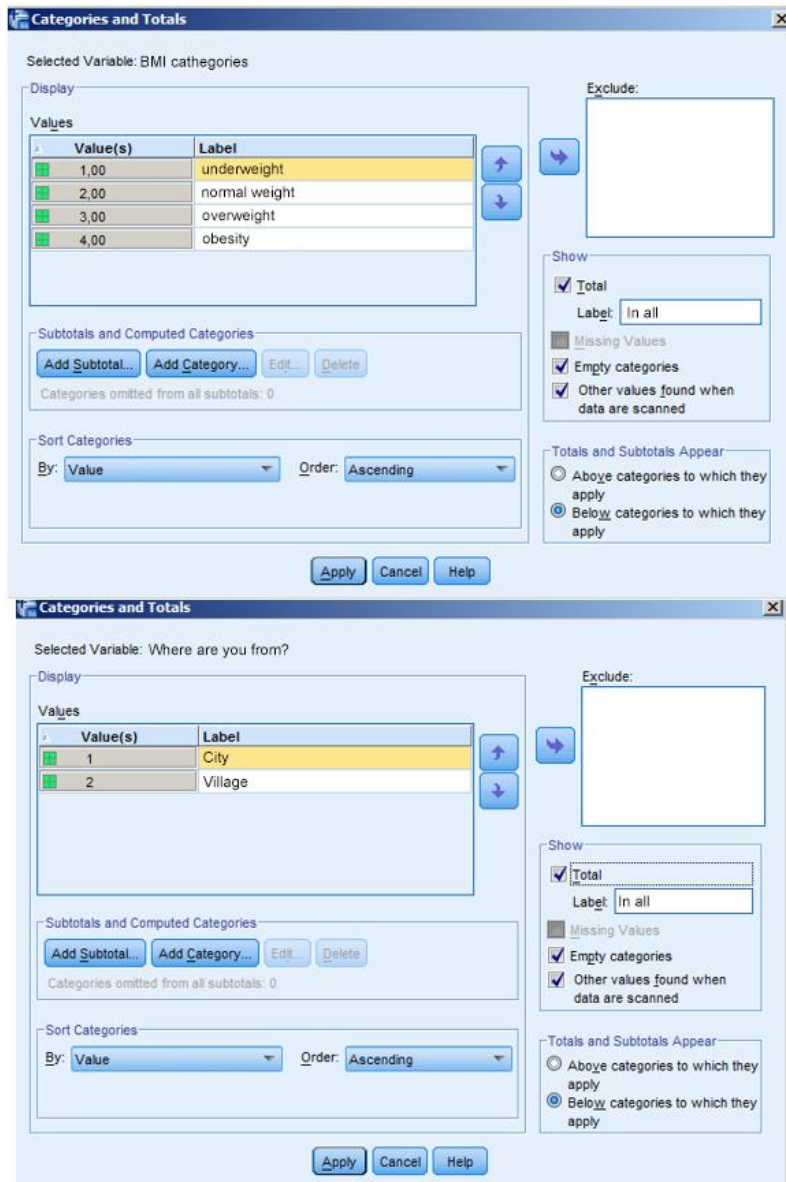 Categories and Totals
Selected Variable: BMI cathegories
Display
Values
Value(s) Label
1,00 underweight
2,00 normal weight
3,00 overweight
4,00 obesity
Subtotals and Computed Categories
Add Subtotal... Add Category... Edit... Delete
Categories omitted from all subtotals: 0
Sort Categories
By: Value Order: Ascending
Exclude:
Show
Total
Label: In all
Missing Values
Empty categories
Other values found when
data are scanned
Totals and Subtotals Appear
Above categories to which they
apply
Below categories to which they
apply
Apply Cancel Help
Categories and Totals
Selected Variable: Where are you from?
Display
Values
Value(s) Label
1 City
2 Village
Subtotals and Computed Categories
Add Subtotal... Add Category... Edit... Delete
Categories omitted from all subtotals: 0
Sort Categories
By: Value Order: Ascending
Exclude:
Show
Total
Label: In all
Missing Values
Empty categories
Other values found when
data are scanned
Totals and Subtotals Appear
Above categories to which they
apply
Below categories to which they
apply
Apply Cancel Help